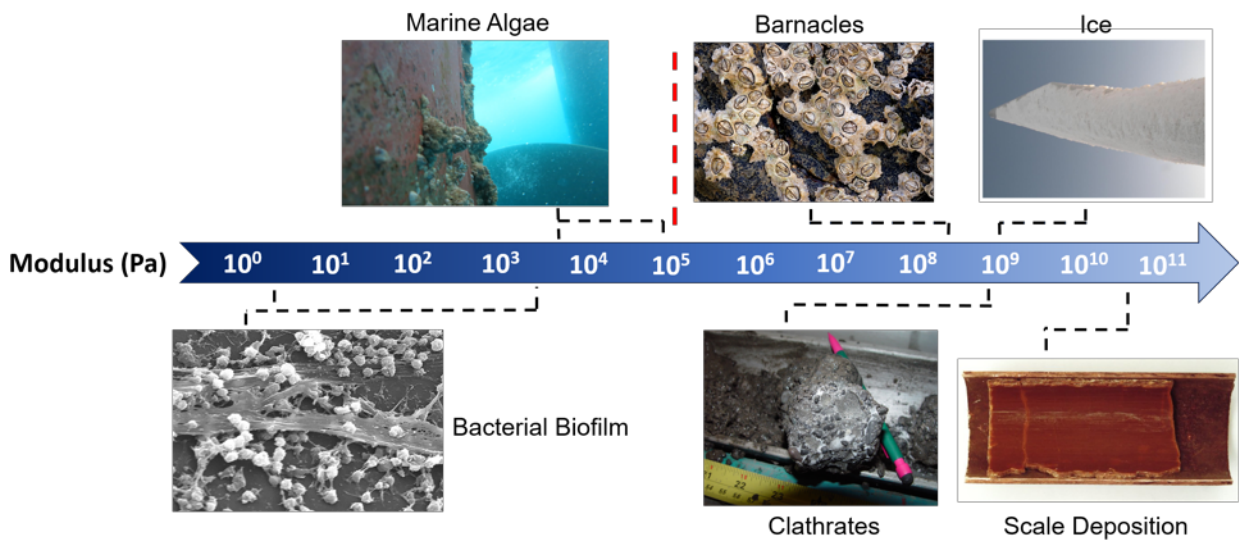 Marine Algae
Barnacles
Ice
Modulus (Pa) 10⁰ 10¹ 10² 10³ 10⁴ 10⁵ 10⁶ 10⁷ 10⁸ 10⁹ 10¹⁰ 10¹¹
Bacterial Biofilm
Clathrates
Scale Deposition